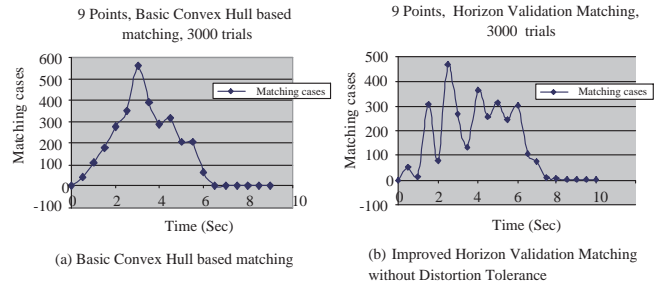 9 Points, Basic Convex Hull based
matching, 3000 trials
600
500
400
300
200
100
0
-100
0
2
4
6
8
10
Matching cases
Matching cases
Time (Sec)
(a) Basic Convex Hull based matching
9 Points, Horizon Validation Matching,
3000 trials
500
400
300
200
100
0
-100
0
2
4
6
8
10
12
Matching cases
Matching cases
Time (Sec)
(b) Improved Horizon Validation Matching
without Distortion Tolerance